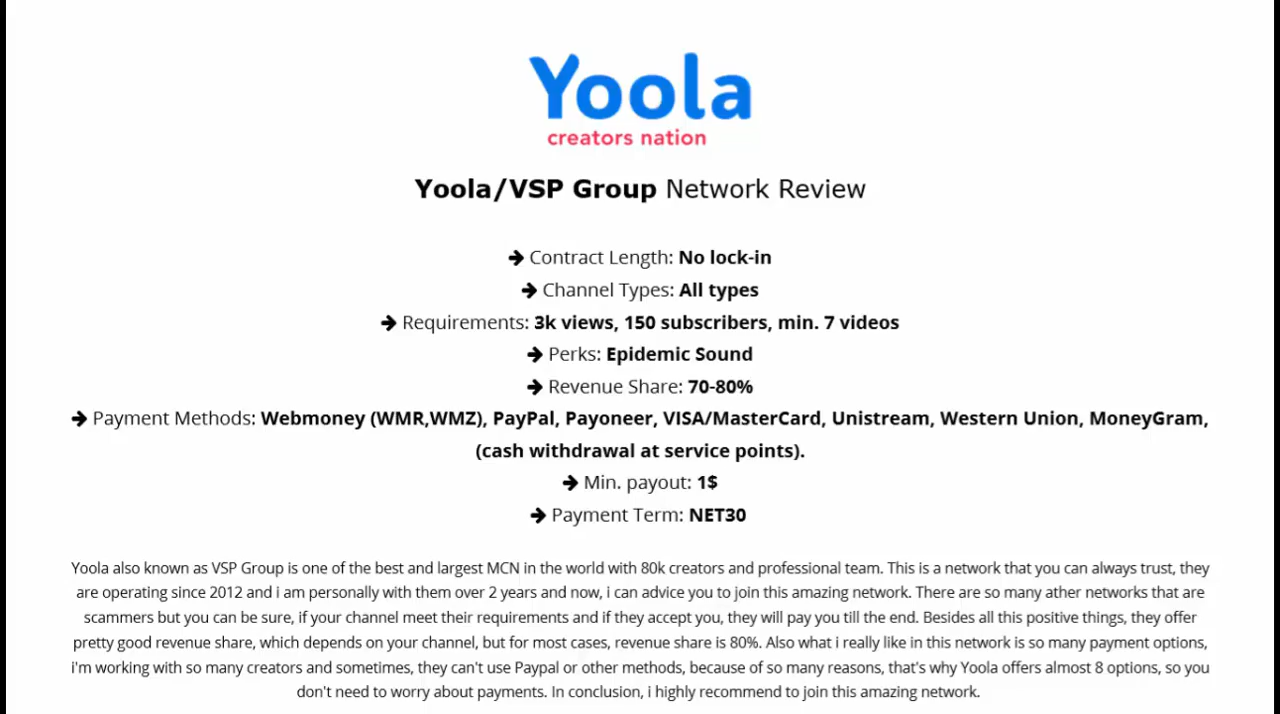 Yoola
creators nation
Yoola/VSP Group Network Review
➔ Contract Length: No lock-in
➔ Channel Types: All types
➔ Requirements: 3k views, 150 subscribers, min. 7 videos
➔ Perks: Epidemic Sound
➔ Revenue Share: 70-80%
➔ Payment Methods: Webmoney (WMR,WMZ), PayPal, Payoneer, VISA/MasterCard, Unistream, Western Union, MoneyGram,
(cash withdrawal at service points).
➔ Min. payout: 1$
➔ Payment Term: NET30
Yoola also known as VSP Group is one of the best and largest MCN in the world with 80k creators and professional team. This is a network that you can always trust, they
are operating since 2012 and i am personally with them over 2 years and now, i can advice you to join this amazing network. There are so many ather networks that are
scammers but you can be sure, if your channel meet their requirements and if they accept you, they will pay you till the end. Besides all this positive things, they offer
pretty good revenue share, which depends on your channel, but for most cases, revenue share is 80%. Also what i really like in this network is so many payment options,
i'm working with so many creators and sometimes, they can't use Paypal or other methods, because of so many reasons, that's why Yoola offers almost 8 options, so you
don't need to worry about payments. In conclusion, i highly recommend to join this amazing network.